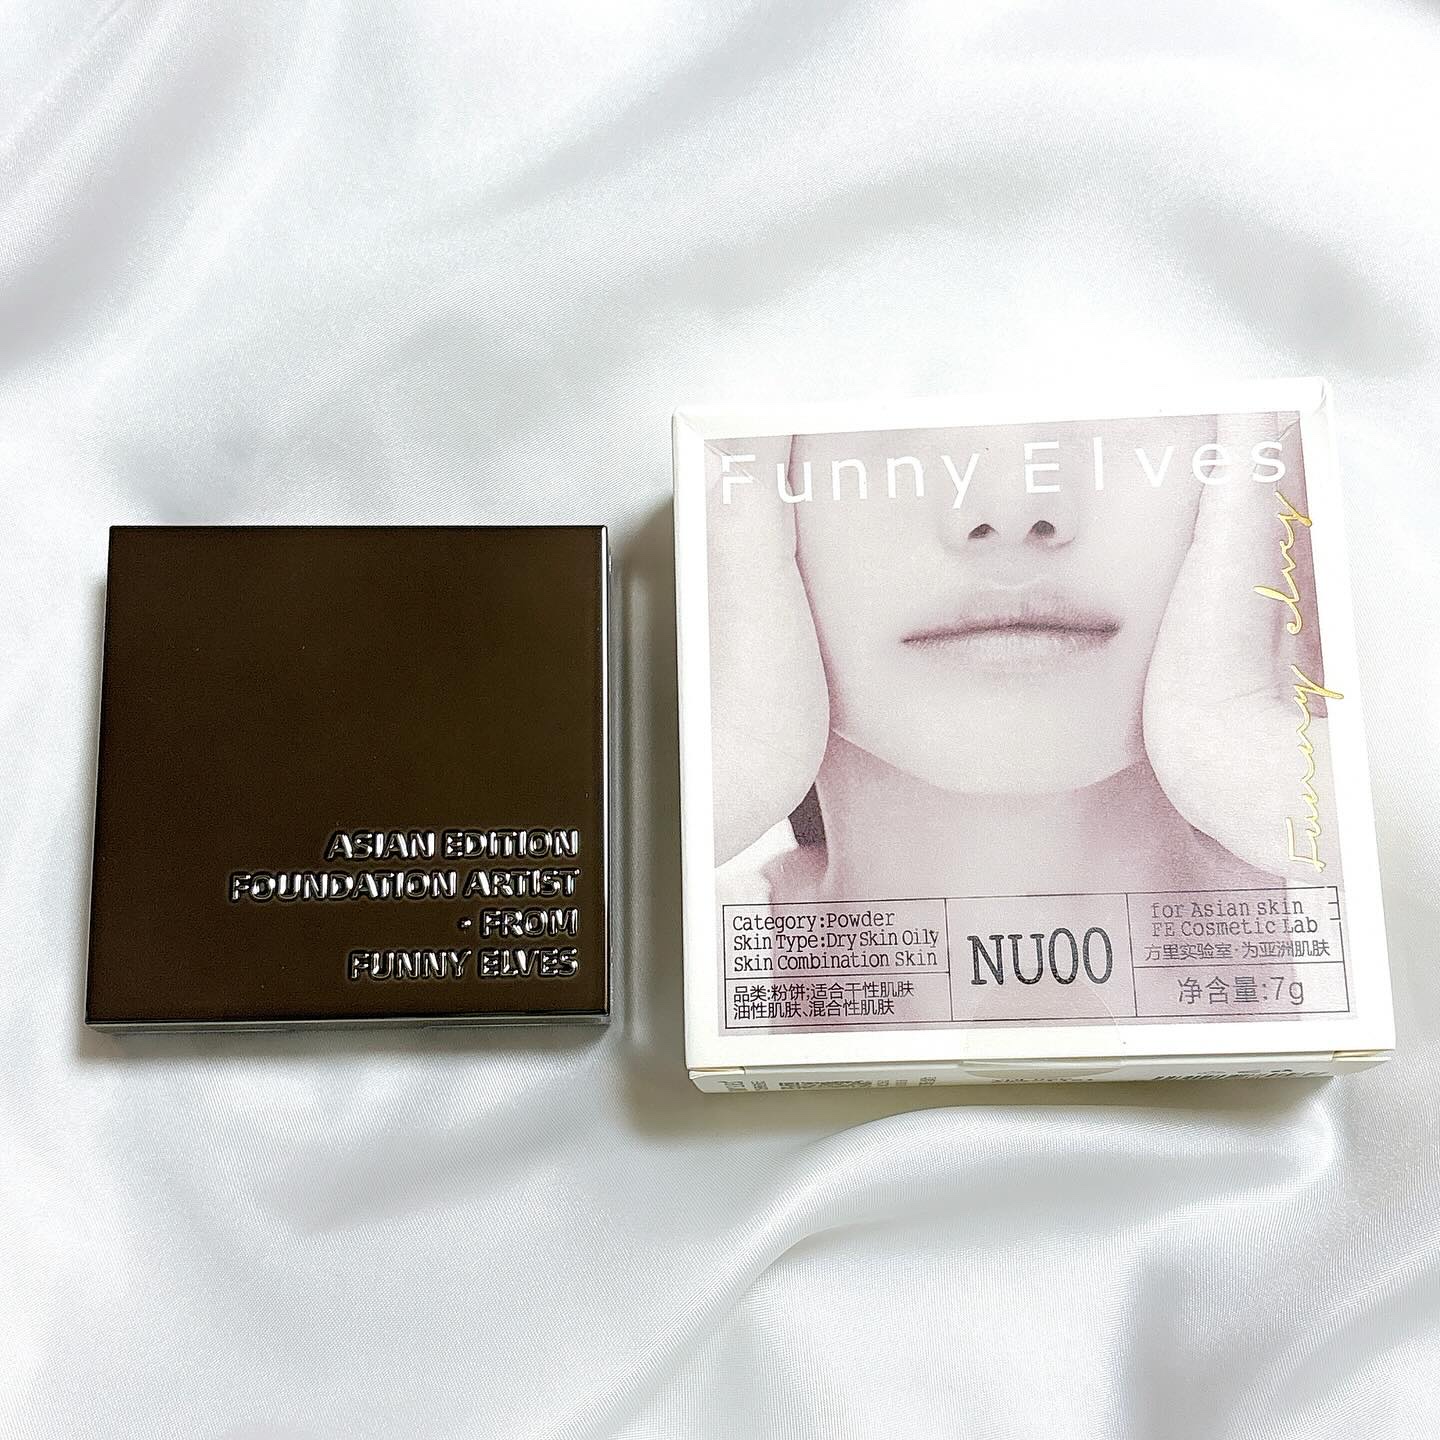 ASIAN EDITION
FOUNDATION ARTIST
· FROM
FUNNY ELVES
Funny Elves
Funny elves
Category:Powder
Skin Type:Dry Skin Oily
Skin Combination Skin
品类:粉饼;适合干性肌肤
油性肌肤、混合性肌肤
NU00
for Asian skin
FE Cosmetic Lab
方里实验室·为亚洲肌肤
净含量:7g